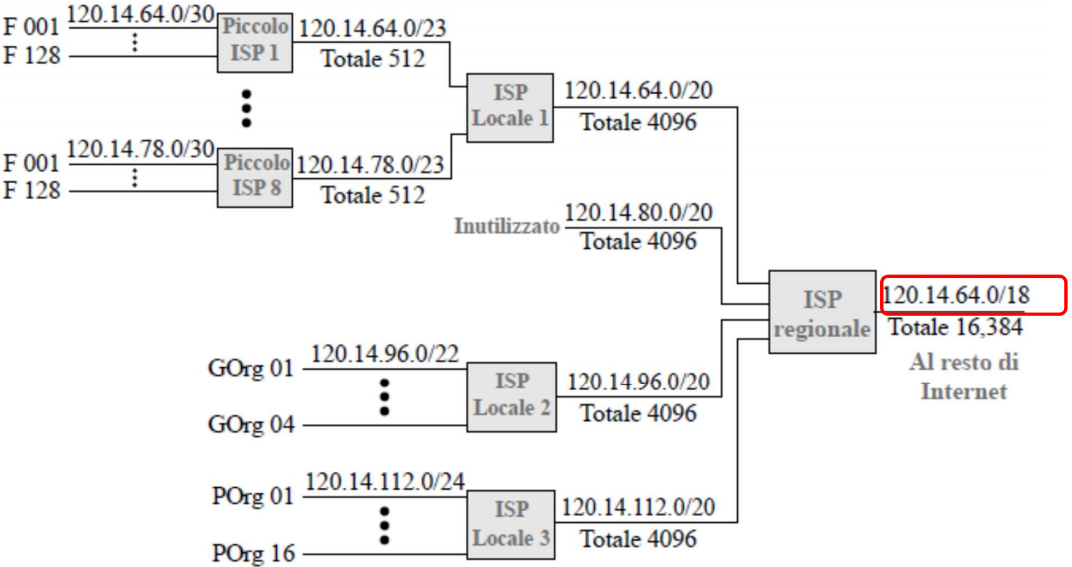 F 001
120.14.64.0/30
F 128
Piccolo
ISP 1
120.14.64.0/23
Totale 512
F 001
120.14.78.0/30
F 128
Piccolo
ISP 8
120.14.78.0/23
Totale 512
ISP
Locale 1
120.14.64.0/20
Totale 4096
Inutilizzato
120.14.80.0/20
Totale 4096
GOrg 01
120.14.96.0/22
GOrg 04
ISP
Locale 2
120.14.96.0/20
Totale 4096
POrg 01
120.14.112.0/24
POrg 16
ISP
Locale 3
120.14.112.0/20
Totale 4096
ISP
regionale
120.14.64.0/18
Totale 16,384
Al resto di
Internet